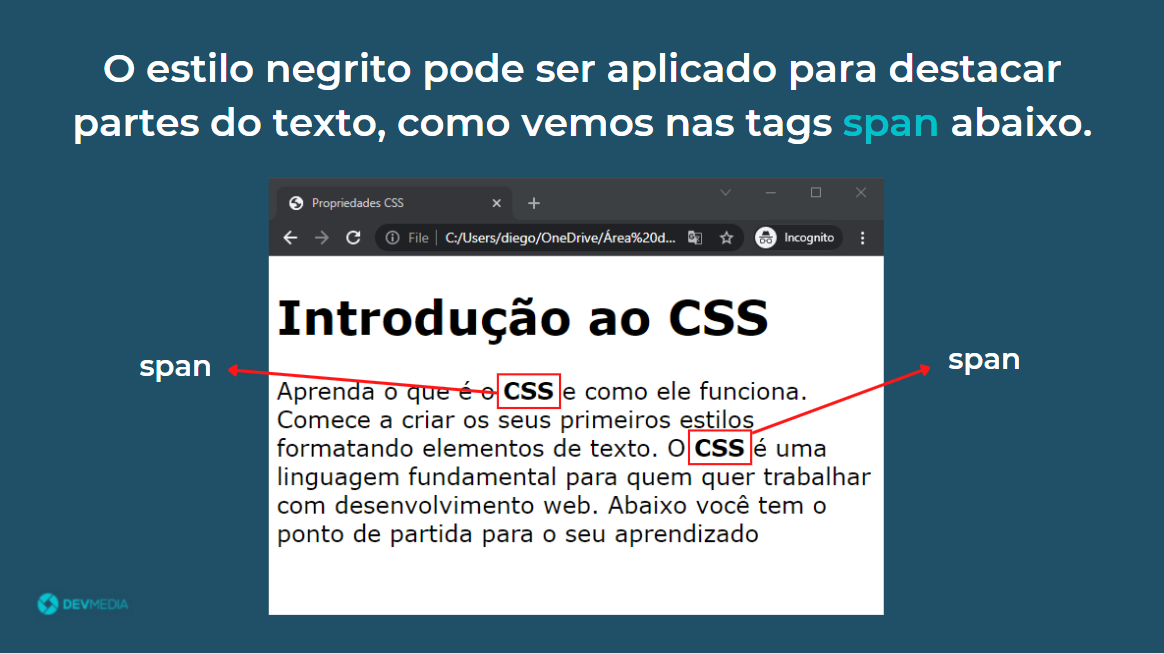 O estilo negrito pode ser aplicado para destacar
partes do texto, como vemos nas tags span abaixo.
Propriedades CSS
File | C:/Users/diego/OneDrive/Área%20d... Incognito
Introdução ao CSS
span
span
Aprenda o que é o CSS e como ele funciona.
Comece a criar os seus primeiros estilos
formatando elementos de texto. O CSS é uma
linguagem fundamental para quem quer trabalhar
com desenvolvimento web. Abaixo você tem o
ponto de partida para o seu aprendizado
DEVMEDIA